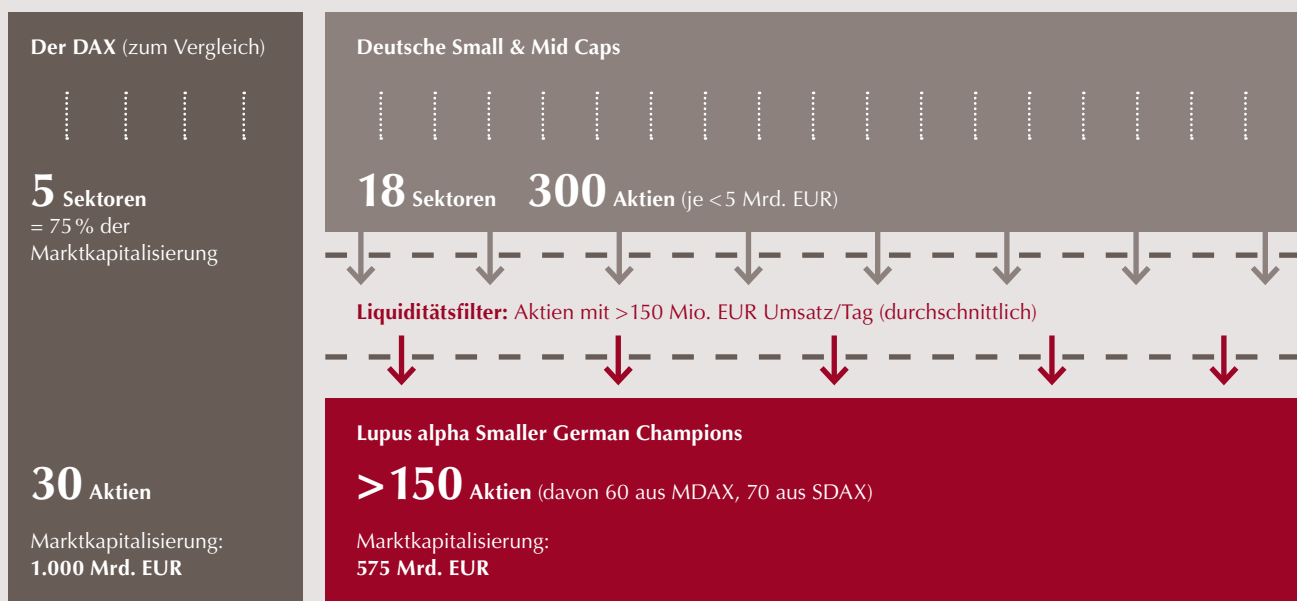 Der DAX (zum Vergleich)
5 Sektoren
= 75 % der
Marktkapitalisierung
30 Aktien
Marktkapitalisierung:
1.000 Mrd. EUR
Deutsche Small & Mid Caps
18 Sektoren 300 Aktien (je <5 Mrd. EUR)
Liquiditätsfilter: Aktien mit >150 Mio. EUR Umsatz/Tag (durchschnittlich)
Lupus alpha Smaller German Champions
>150 Aktien (davon 60 aus MDAX, 70 aus SDAX)
Marktkapitalisierung:
575 Mrd. EUR